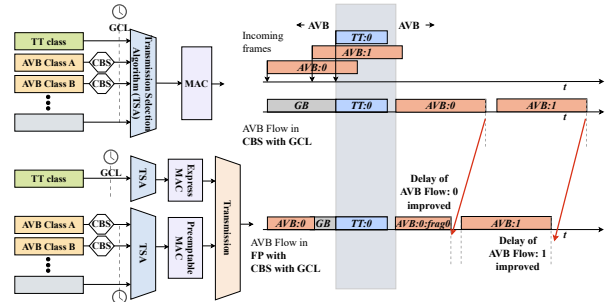 GCL
TT class
AVB Class A
CBS
AVB Class B
CBS
Transmission Selection
Algorithm (TSA)
MAC
Incoming
frames
AVB
AVB
TT:0
AVB:1
AVB:0
t
GB
TT:0
AVB:0
AVB:1
t
AVB Flow in
CBS with GCL
TT class
GCL
TSA
Express
MAC
AVB Class A
CBS
AVB Class B
CBS
TSA
Preemptable
MAC
Transmission
Delay of
AVB Flow: 0
improved
AVB:0
GB
TT:0
AVB:0:frag0
AVB:1
t
AVB Flow in
FP with
CBS with GCL
Delay of
AVB Flow: 1
improved